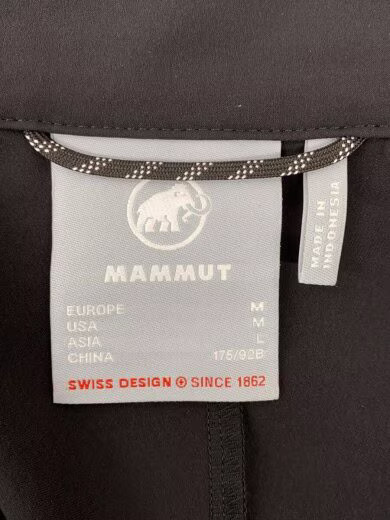 MAMMUT
EUROPE M
USA M
ASIA L
CHINA 175/92B
SWISS DESIGN SINCE 1862
MADE IN
INDONESIA